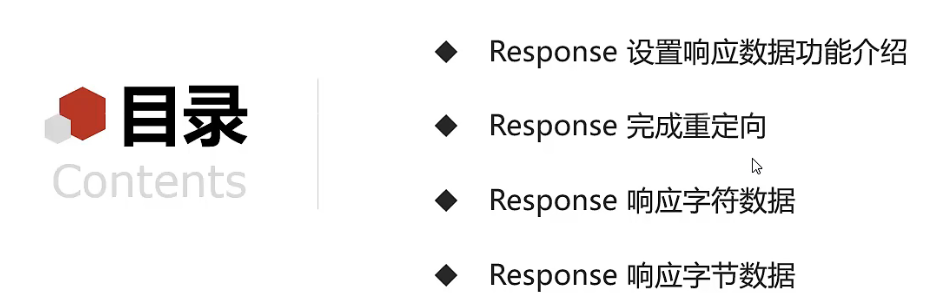 目录
Contents
Response 设置响应数据功能介绍
Response 完成重定向
Response 响应字符数据
Response 响应字节数据